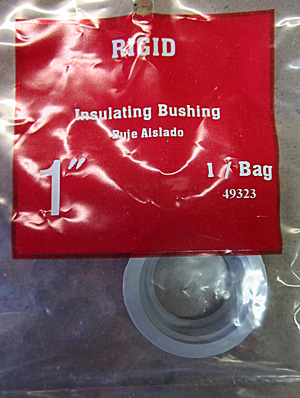 RIGID
Insulating Bushing
Buje Aislado
1" 1 / Bag
49323